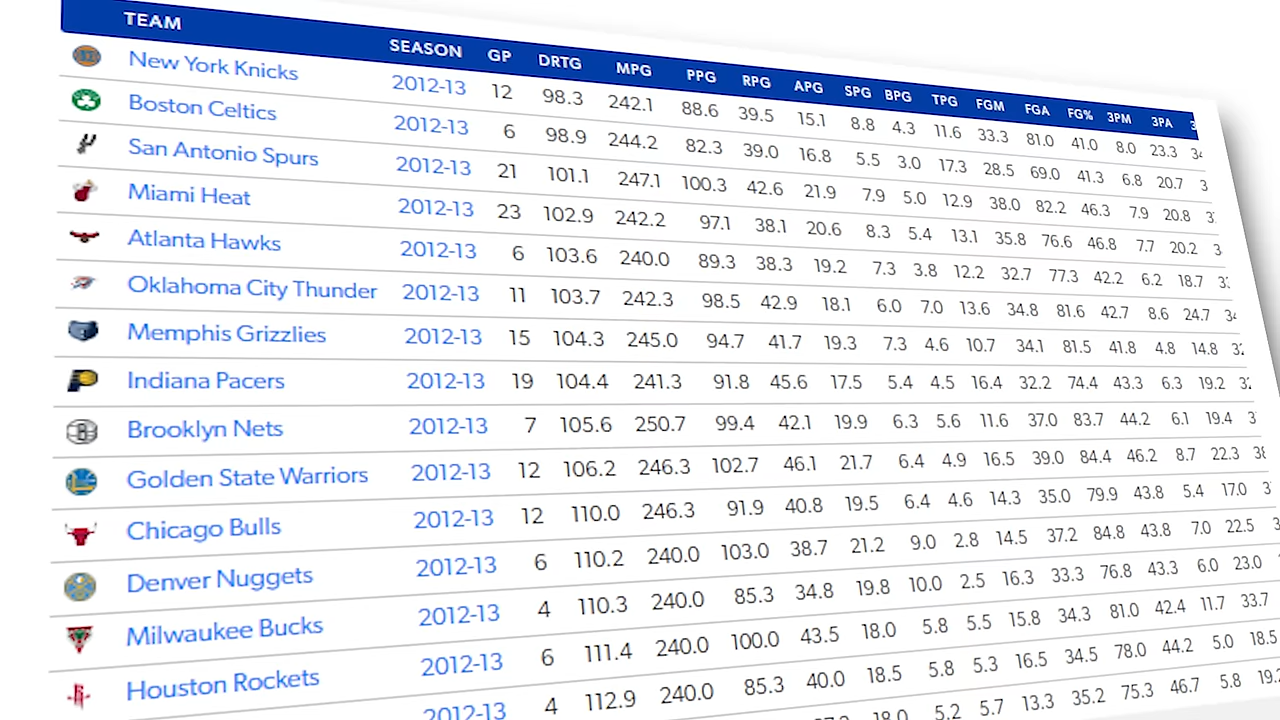 TEAM SEASON GP DRTG MPG PPG RPG APG SPG BPG TPG FGM FGA FG% 3PM 3PA
New York Knicks 2012-13 12 98.3 242.1 88.6 39.5 15.1 8.8 4.3 11.6 33.3 81.0 41.0 8.0 23.3
Boston Celtics 2012-13 6 98.9 244.2 82.3 39.0 16.8 5.5 3.0 17.3 28.5 69.0 41.3 6.8 20.7
San Antonio Spurs 2012-13 21 101.1 247.1 100.3 42.6 21.9 7.9 5.0 12.9 38.0 82.2 46.3 7.9 20.8
Miami Heat 2012-13 23 102.9 242.2 97.1 38.1 20.6 8.3 5.4 13.1 35.8 76.6 46.8 7.7 20.2
Atlanta Hawks 2012-13 6 103.6 240.0 89.3 38.3 19.2 7.3 3.8 12.2 32.7 77.3 42.2 6.2 18.7
Oklahoma City Thunder 2012-13 11 103.7 242.3 98.5 42.9 18.1 6.0 7.0 13.6 34.8 81.6 42.7 8.6 24.7
Memphis Grizzlies 2012-13 15 104.3 245.0 94.7 41.7 19.3 7.3 4.6 10.7 34.1 81.5 41.8 4.8 14.8
Indiana Pacers 2012-13 19 104.4 241.3 91.8 45.6 17.5 5.4 4.5 16.4 32.2 74.4 43.3 6.3 19.2
Brooklyn Nets 2012-13 7 105.6 250.7 99.4 42.1 19.9 6.3 5.6 11.6 37.0 83.7 44.2 6.1 19.4
Golden State Warriors 2012-13 12 106.2 246.3 102.7 46.1 21.7 6.4 4.9 16.5 39.0 84.4 46.2 8.7 22.3
Chicago Bulls 2012-13 12 110.0 246.3 91.9 40.8 19.5 6.4 4.6 14.3 35.0 79.9 43.8 5.4 17.0
Denver Nuggets 2012-13 6 110.2 240.0 103.0 38.7 21.2 9.0 2.8 14.5 37.2 84.8 43.8 7.0 22.5
Milwaukee Bucks 2012-13 4 110.3 240.0 85.3 34.8 19.8 10.0 2.5 16.3 33.3 76.8 43.3 6.0 23.0
Houston Rockets 2012-13 6 111.4 240.0 100.0 43.5 18.0 5.8 5.5 15.8 34.3 81.0 42.4 11.7 33.7
2012-13 4 112.9 240.0 85.3 40.0 18.5 5.8 5.3 16.5 34.5 78.0 44.2 5.0 18.5
18.0 5.2 5.7 13.3 35.2 75.3 46.7 5.8